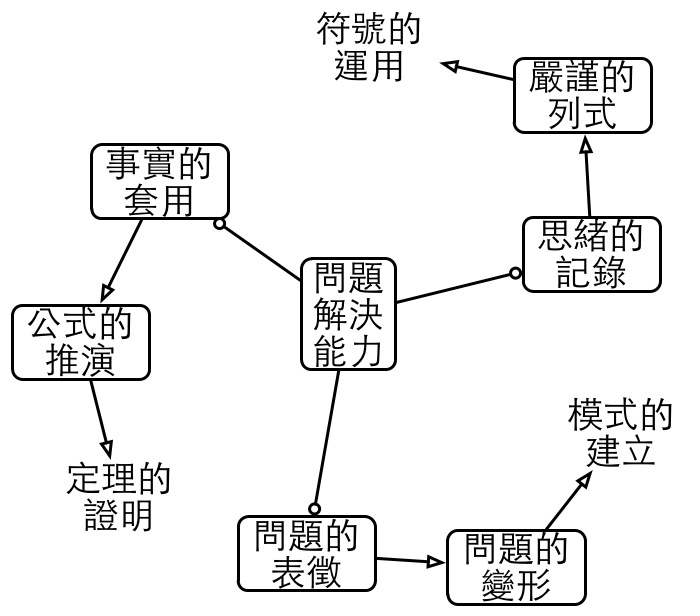 符號的
運用
嚴謹的
列式
事實的
套用
思緒的
記錄
問題
解決
能力
公式的
推演
定理的
證明
模式的
建立
問題的
表徵
問題的
變形